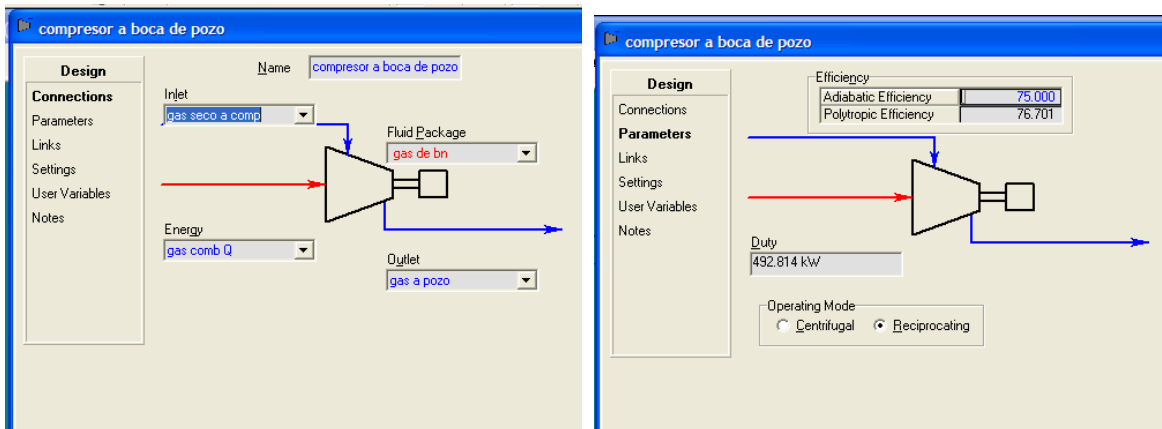 compresor a boca de pozo
Design
Connections
Parameters
Links
Settings
User Variables
Notes
Name compresor a boca de pozo
Inlet
gas seco a comp
Fluid Package
gas de bn
Energy
gas comb Q
Outlet
gas a pozo
compresor a boca de pozo
Design
Connections
Parameters
Links
Settings
User Variables
Notes
Efficiency
Adiabatic Efficiency 75.000
Polytropic Efficiency 76.701
Duty
492.814 kW
Operating Mode
Centrifugal Reciprocating